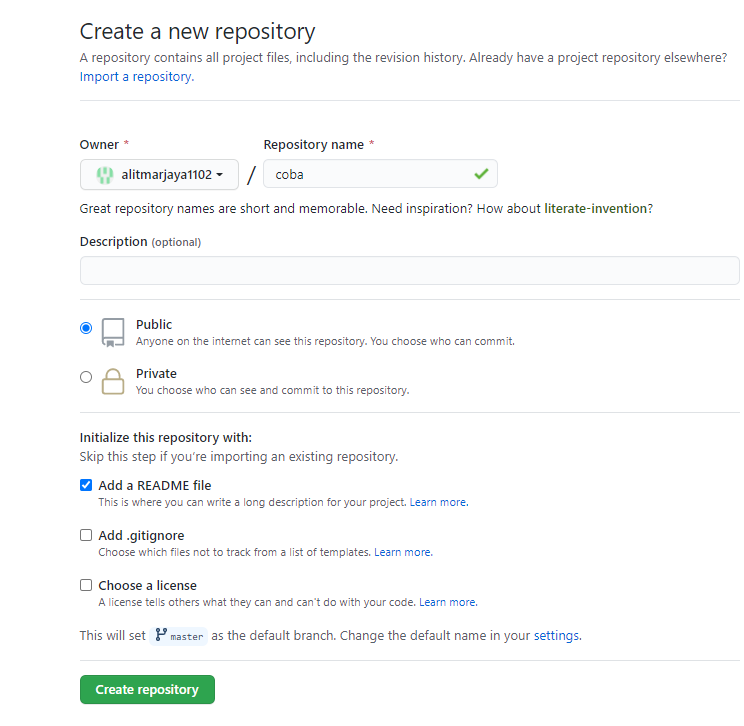 Create a new repository
A repository contains all project files, including the revision history. Already have a project repository elsewhere?
Import a repository.
Owner *
Repository name *
alitmarjaya1102
/
coba
Great repository names are short and memorable. Need inspiration? How about literate-invention?
Description (optional)
Public
Anyone on the internet can see this repository. You choose who can commit.
Private
You choose who can see and commit to this repository.
Initialize this repository with:
Skip this step if you're importing an existing repository.
Add a README file
This is where you can write a long description for your project. Learn more.
Add .gitignore
Choose which files not to track from a list of templates. Learn more.
Choose a license
A license tells others what they can and can't do with your code. Learn more.
This will set master as the default branch. Change the default name in your settings.
Create repository